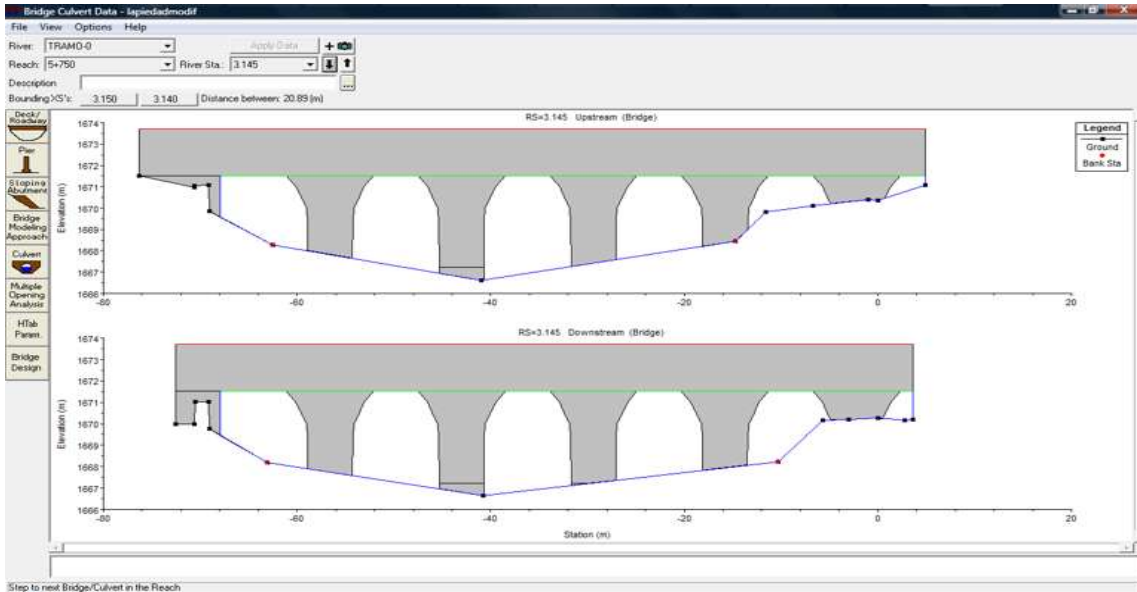 Bridge Culvert Data - lapiedadmodif
File View Options Help
River: TRAMO-0 Apply Data
Reach: 5+750 River Sta.: 3.145
Description ...
Bounding XS's: 3.150 3.140 Distance between: 20.89 (m)
Deck/
Roadway
Pier
Sloping
Abutment
Bridge
Modeling
Approach
Culvert
Multiple
Opening
Analysis
HTab
Param.
Bridge
Design
RS=3.145 Upstream (Bridge)
Elevation (m)
1674
1673
1672
1671
1670
1669
1668
1667
1666
-80 -60 -40 -20 0 20
Legend
Ground
Bank Sta
RS=3.145 Downstream (Bridge)
Elevation (m)
1674
1673
1672
1671
1670
1669
1668
1667
1666
-80 -60 -40 -20 0 20
Station (m)
Step to next Bridge/Culvert in the Reach